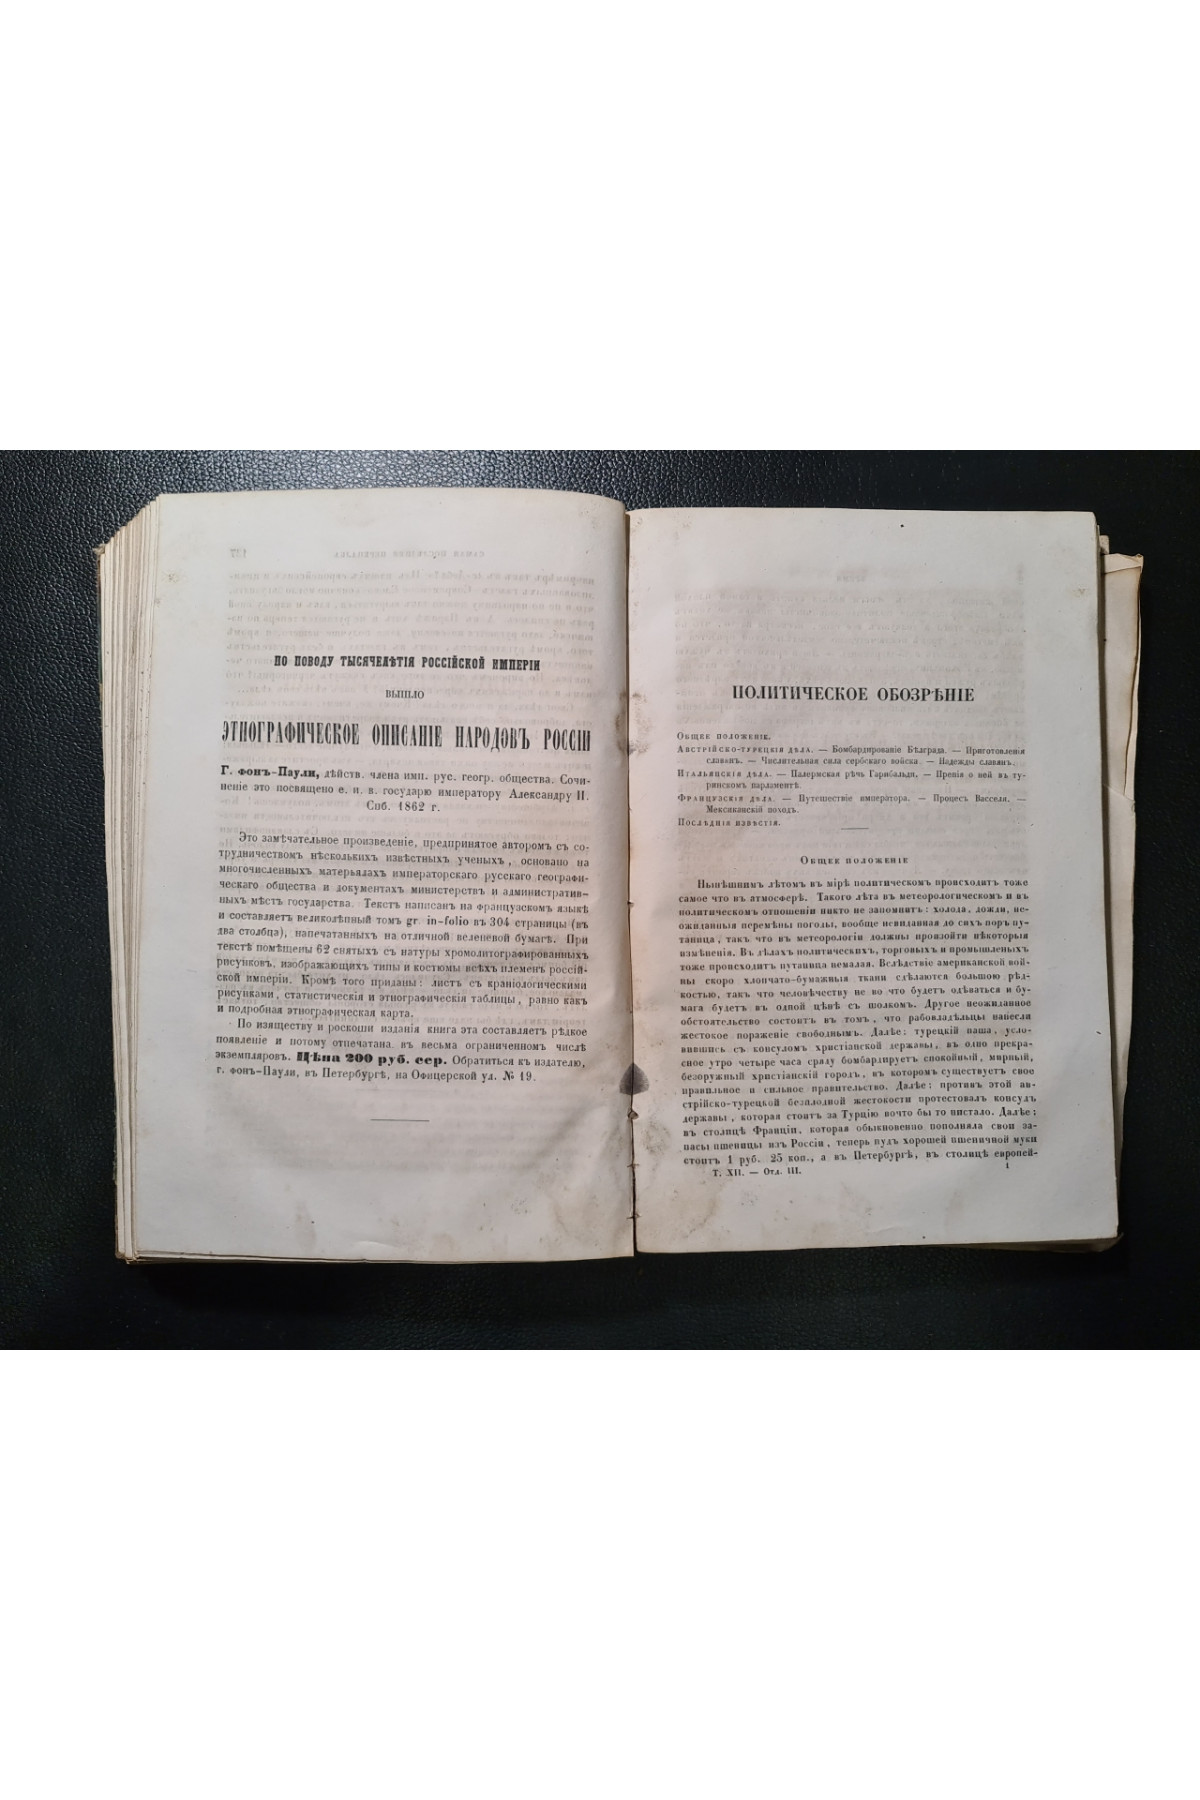 ПО ПОВОДУ ТЫСЯЧЕЛѢТІЯ РОССІЙСКОЙ ИМПЕРІИ
ВЫШЛО
ЭТНОГРАФИЧЕСКОЕ ОПИСАНІЕ НАРОДОВЪ РОССІИ
Г. фонъ-Паули, дѣйств. члена имп. рус. геогр. общества. Сочи-
неніе это посвящено е. и. в. государю императору Александру II.
Спб. 1862 г.
Это замѣчательное произведеніе, предпринятое авторомъ съ со-
трудничествомъ нѣсколькихъ извѣстныхъ ученыхъ, основано на
многочисленныхъ матерьялахъ императорскаго русскаго географи-
ческаго общества и документахъ министерствъ и административ-
ныхъ мѣстъ государства. Текстъ написанъ на французскомъ языкѣ
и составляетъ великолѣпный томъ gr. in-folio въ 304 страницы (въ
два столбца), напечатанныхъ на отличной веленевой бумагѣ. При
текстѣ помѣщены 62 снятыхъ съ натуры хромолитографированныхъ
рисунковъ, изображающихъ типы и костюмы всѣхъ племенъ россій-
ской имперіи. Кромѣ того приданы: листъ съ краніологическими
рисунками, статистическія и этнографическія таблицы, равно какъ
и подробная этнографическая карта.
По изяществу и роскоши изданія книга эта составляетъ рѣдкое
появленіе и потому отпечатана въ весьма ограниченномъ числѣ
экземпляровъ. Цѣна 200 руб. сер. Обратиться къ издателю,
г. фонъ-Паули, въ Петербургѣ, на Офицерской ул. № 19.
ПОЛИТИЧЕСКОЕ ОБОЗРѢНІЕ
Общее положеніе.
Австрійско-турецкія дѣла. — Бомбардированіе Бѣлграда. — Приготовленія
славянъ. — Числительная сила сербскаго войска. — Надежды славянъ.
Итальянскія дѣла. — Палермская рѣчь Гарибальди. — Пренія о ней въ ту-
ринскомъ парламентѣ.
Французскія дѣла. — Путешествіе императора. — Процесъ Васселя. —
Мексиканскій походъ.
Послѣднія извѣстія.
Общее положеніе
Нынѣшнимъ лѣтомъ въ мірѣ политическомъ происходитъ тоже
самое что въ атмосферѣ. Такого лѣта въ метеорологическомъ и въ
политическомъ отношеніи никто не запомнитъ: холода, дожди, не-
ожиданныя перемѣны погоды, вообще невиданная до сихъ поръ пу-
таница, такъ что въ метеорологіи должны произойти нѣкоторыя
измѣненія. Въ дѣлахъ политическихъ, торговыхъ и промышленыхъ
тоже происходитъ путаница немалая. Вслѣдствіе американской вой-
ны скоро хлопчато-бумажныя ткани сдѣлаются большою рѣд-
костью, такъ что человѣчеству не во что будетъ одѣваться и бу-
мага будетъ въ одной цѣнѣ съ шолкомъ. Другое неожиданное
обстоятельство состоитъ въ томъ, что рабовладѣльцы нанесли
жестокое пораженіе свободнымъ. Далѣе: турецкій паша, усло-
вившись съ консуломъ христіанской державы, въ одно прекрас-
ное утро четыре часа сряду бомбардируетъ спокойный, мирный,
безоружный христіанскій городъ, въ которомъ существуетъ свое
правильное и сильное правительство. Далѣе: противъ этой ав-
стрійско-турецкой безплодной жестокости протестовалъ консулъ
державы, которая стоитъ за Турцію вочто бы то нистало. Далѣе:
въ столицѣ Франціи, которая обыкновенно пополняла свои за-
пасы пшеницы изъ Россіи, теперь пудъ хорошей пшеничной муки
стоитъ 1 руб. 25 коп., а въ Петербургѣ, въ столицѣ европей-
Т. XII. — Отд. III.
1